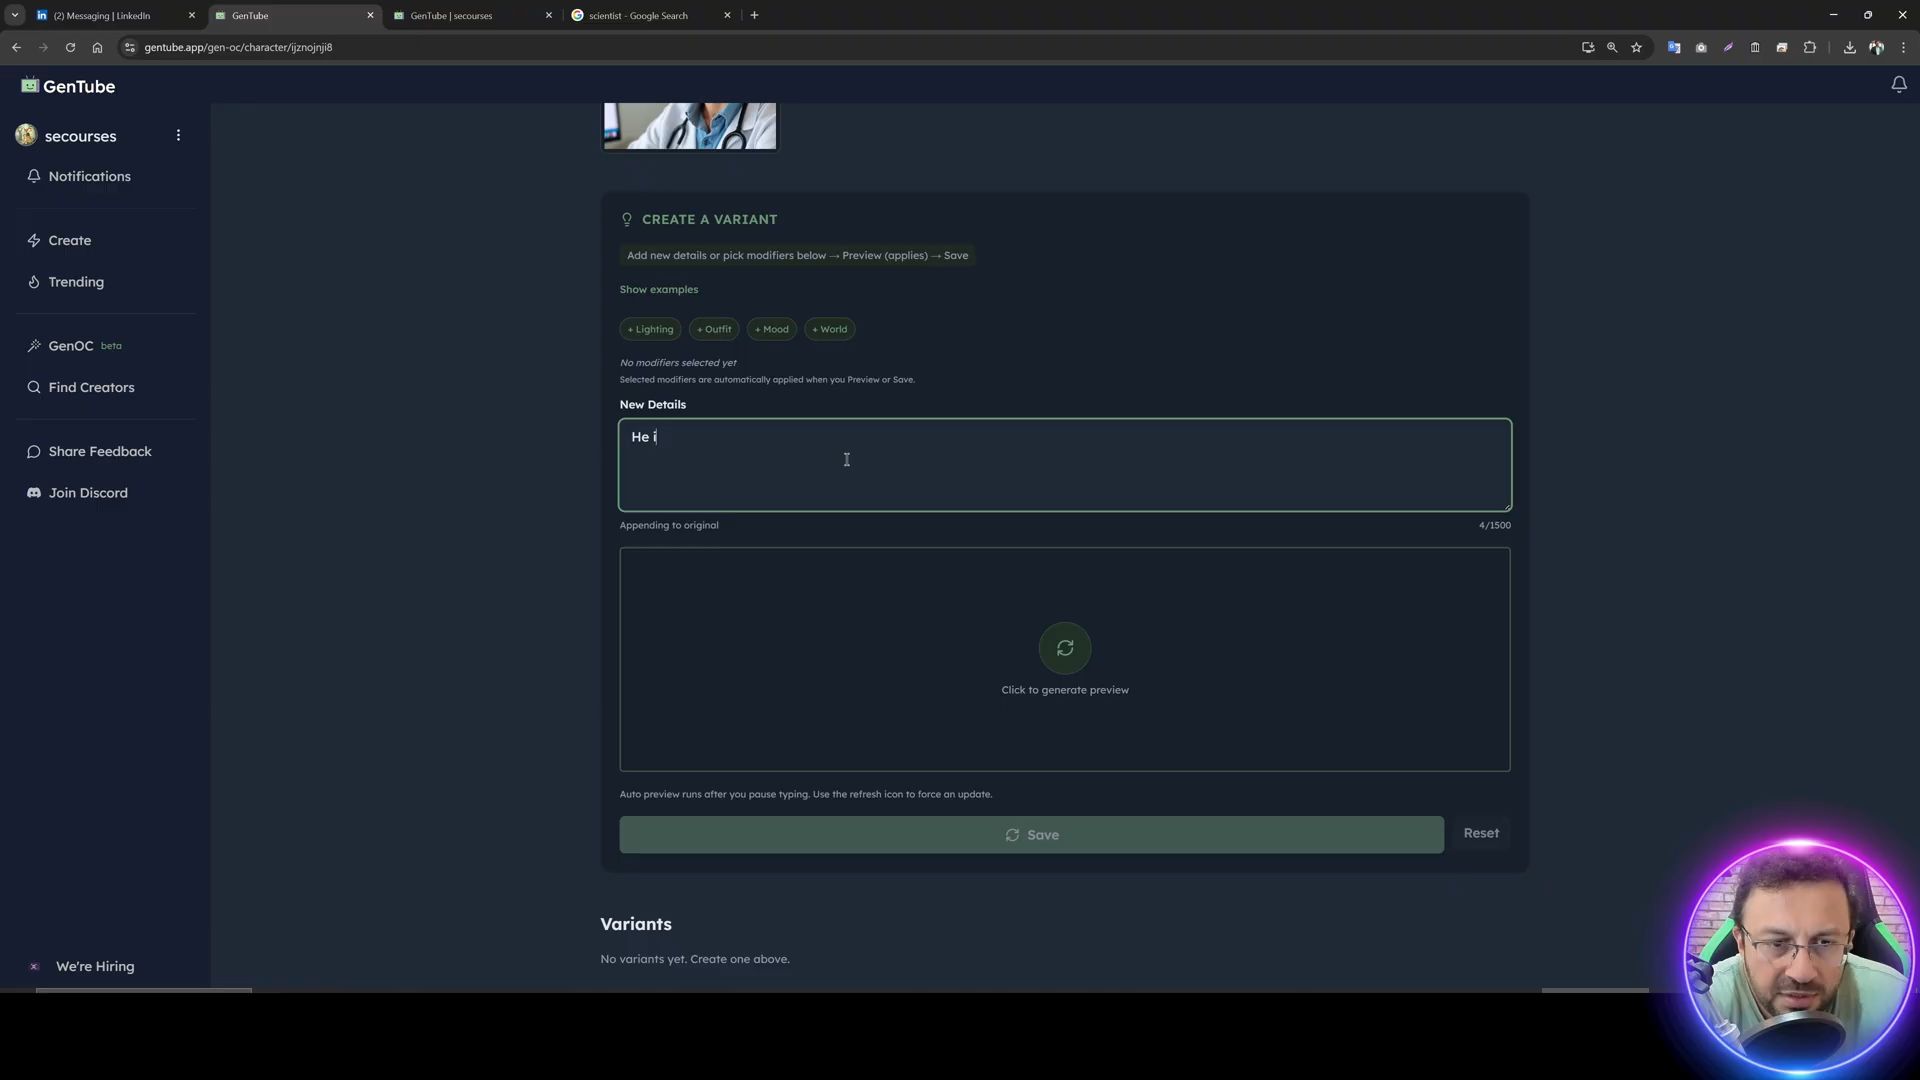 (2) Messaging | LinkedIn
GenTube
GenTube | secourses
scientist - Google Search
gentube.app/gen-oc/character/ijznojnji8
GenTube
secourses
Notifications
Create
Trending
GenOC beta
Find Creators
Share Feedback
Join Discord
We're Hiring
CREATE A VARIANT
Add new details or pick modifiers below → Preview (applies) → Save
Show examples
+ Lighting + Outfit + Mood + World
No modifiers selected yet
Selected modifiers are automatically applied when you Preview or Save.
New Details
He i
Appending to original 4/1500
Click to generate preview
Auto preview runs after you pause typing. Use the refresh icon to force an update.
Save Reset
Variants
No variants yet. Create one above.